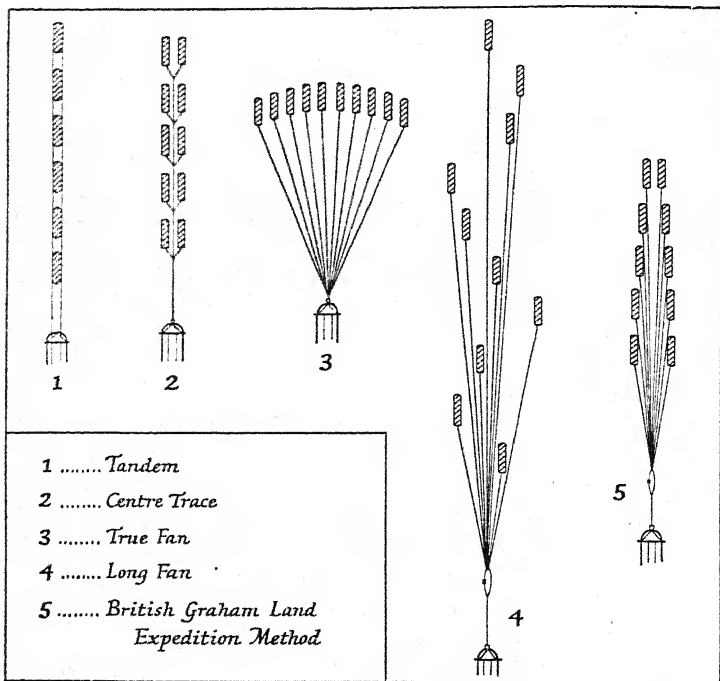 1
2
3
4
5
1 ........ Tandem
2 ........ Centre Trace
3 ........ True Fan
4 ........ Long Fan
5 ........ British Graham Land
Expedition Method